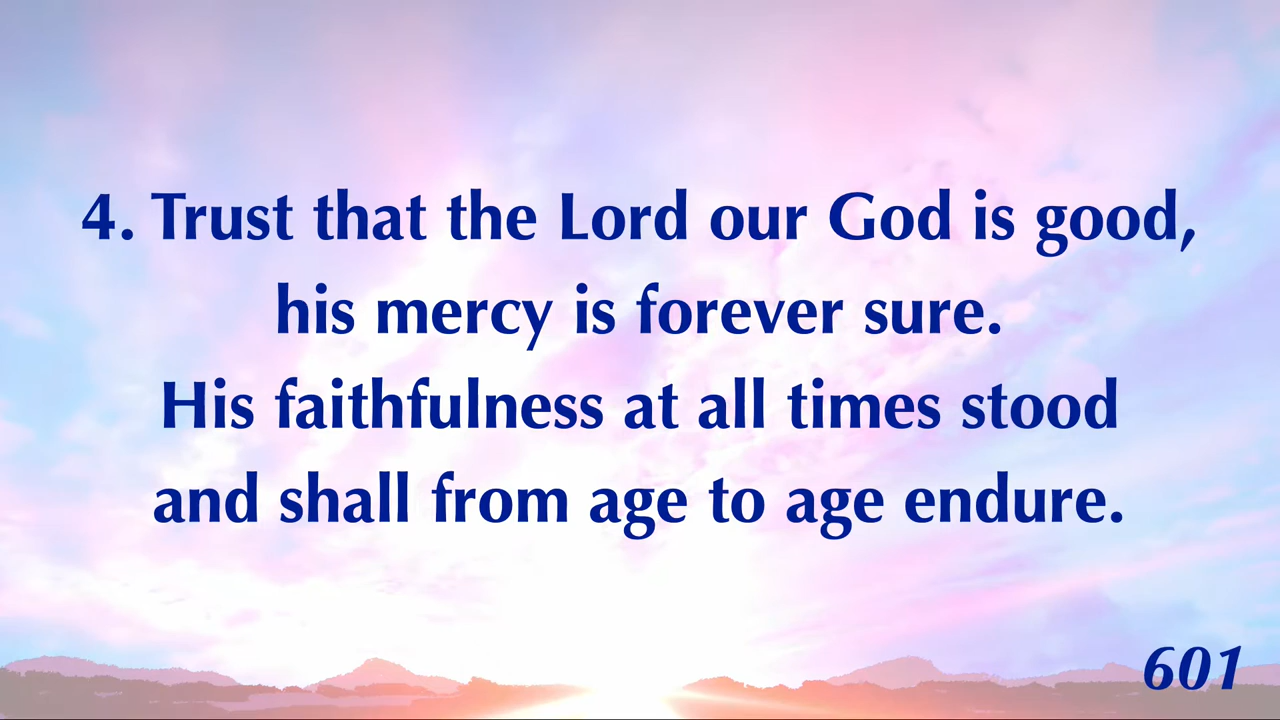 4. Trust that the Lord our God is good,
his mercy is forever sure.
His faithfulness at all times stood
and shall from age to age endure.
601